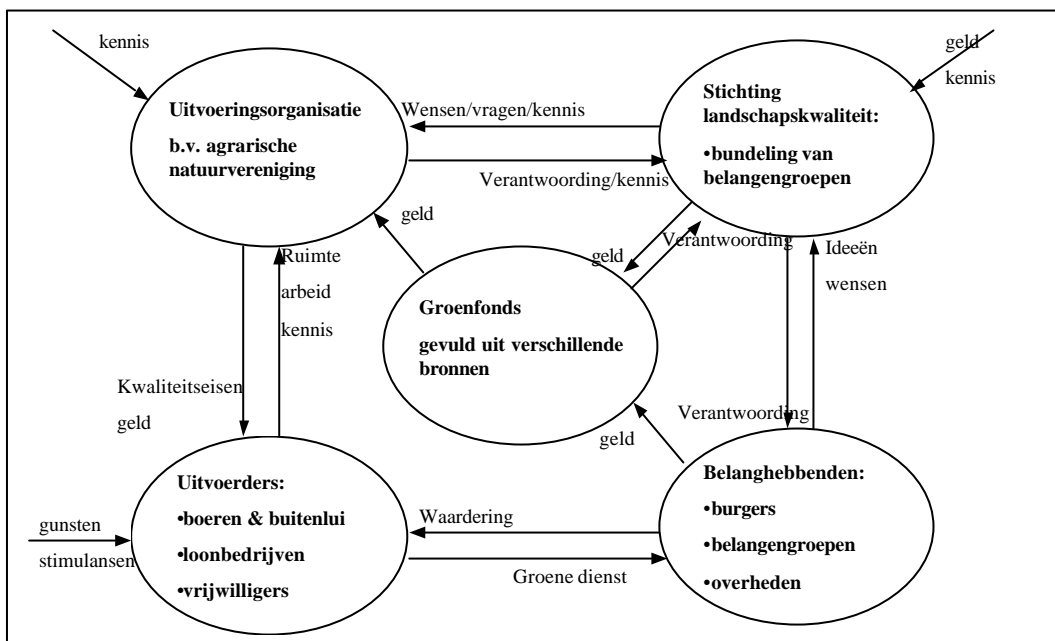 kennis
geld
kennis
Uitvoeringsorganisatie
b.v. agrarische
natuurvereniging
Wensen/vragen/kennis
Verantwoording/kennis
Stichting
landschapskwaliteit:
•bundeling van
belangengroepen
geld
geld
Verantwoording
Ruimte
arbeid
kennis
Ideeën
wensen
Groenfonds
gevuld uit verschillende
bronnen
Kwaliteitseisen
geld
Verantwoording
geld
Uitvoerders:
•boeren & buitenlui
•loonbedrijven
•vrijwilligers
gunsten
stimulansen
Waardering
Groene dienst
Belanghebbenden:
•burgers
•belangengroepen
•overheden